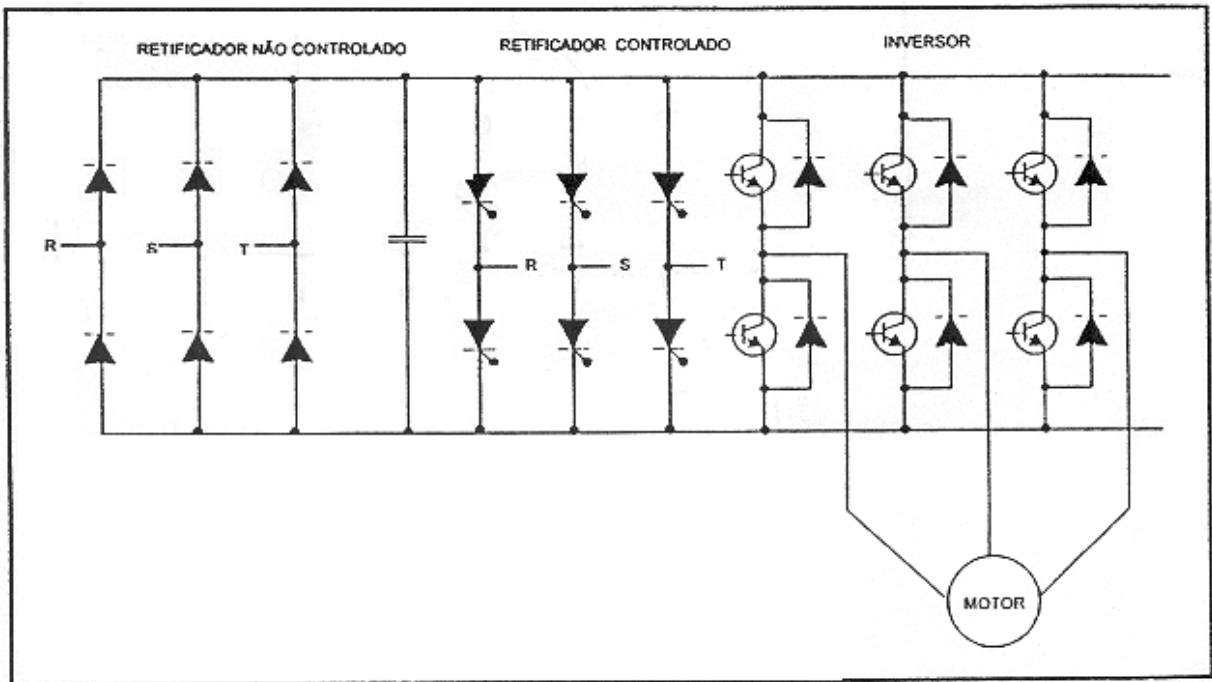 RETIFICADOR NÃO CONTROLADO
RETIFICADOR CONTROLADO
INVERSOR
R
S
T
R
S
T
MOTOR